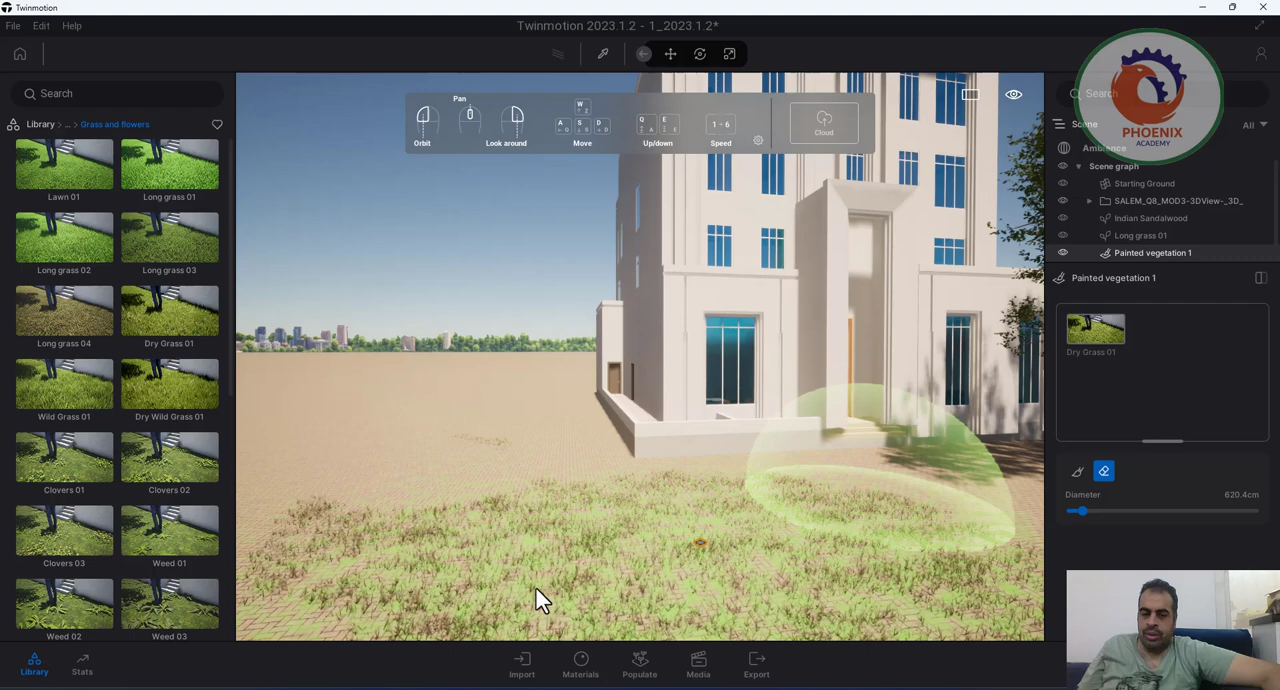 Twinmotion
File Edit Help
Twinmotion 2023.1.2 - 1_2023.1.2*
Search
Library > ... > Grasss and flowers
Lawn 01
Long grass 01
Long grass 02
Long grass 03
Long grass 04
Dry Grass 01
Wild Grass 01
Dry Wild Grass 01
Clovers 01
Clovers 02
Clovers 03
Weed 01
Weed 02
Weed 03
Library
Stats
Pan
Orbit
Look around
W
A S D
Move
Q E
Up/down
1 - 6
Speed
Cloud
Import
Materials
Populate
Media
Export
Search
PHOENIX
ACADEMY
Scene
All
Ambience
Scene graph
Starting Ground
SALEM_Q8_MOD3-3DView-_3D_
Indian Sandalwood
Long grass 01
Painted vegetation 1
Painted vegetation 1
Dry Grass 01
Diameter
620.4cm